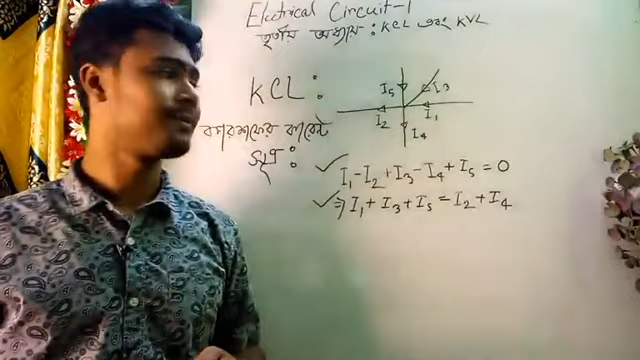 Electrical Circuit-1
তৃতীয় অধ্যায় : KCL এবং KVL
KCL :
কারশফের কারেন্ট
সূত্র :
I5 I3
I2 I1
I4
I1 - I2 + I3 - I4 + I5 = 0
⇒ I1 + I3 + I5 = I2 + I4